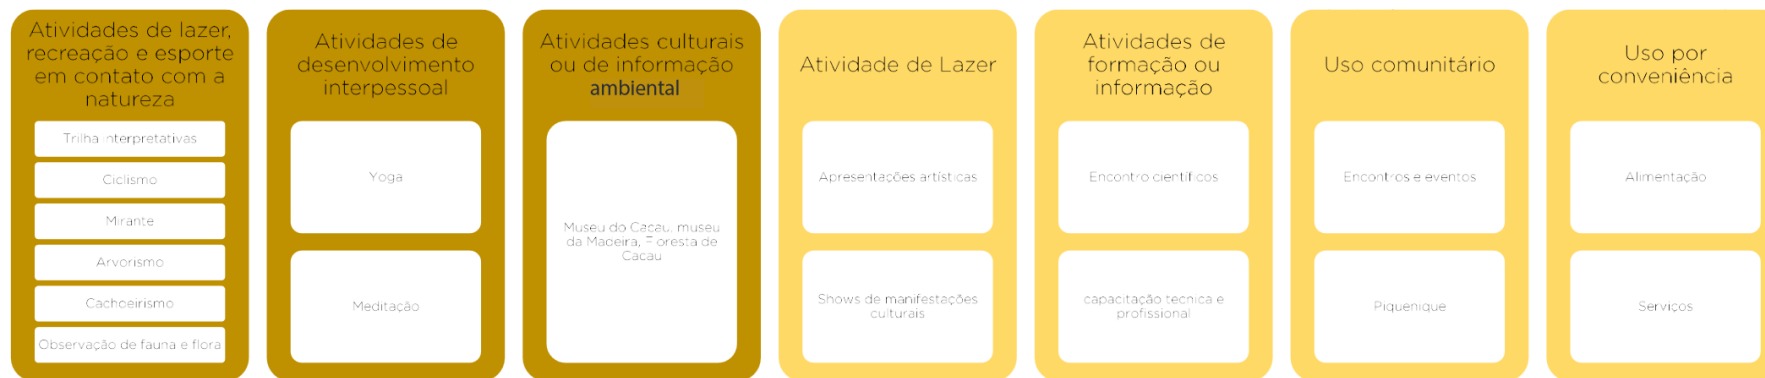 Atividades de lazer,
recreação e esporte
em contato com a
natureza
Trilha interpretativas
Ciclismo
Mirante
Arvorismo
Cachoeirismo
Observação de fauna e flora
Atividades de
desenvolvimento
interpessoal
Yoga
Meditação
Atividades culturais
ou de informação
ambiental
Museu do Cacau, museu
da Madeira, Floresta de
Cacau
Atividade de Lazer
Apresentações artísticas
Shows de manifestações
culturais
Atividades de
formação ou
informação
Encontro científicos
capacitação tecnica e
profissional
Uso comunitário
Encontros e eventos
Piquenique
Uso por
conveniência
Alimentação
Serviços